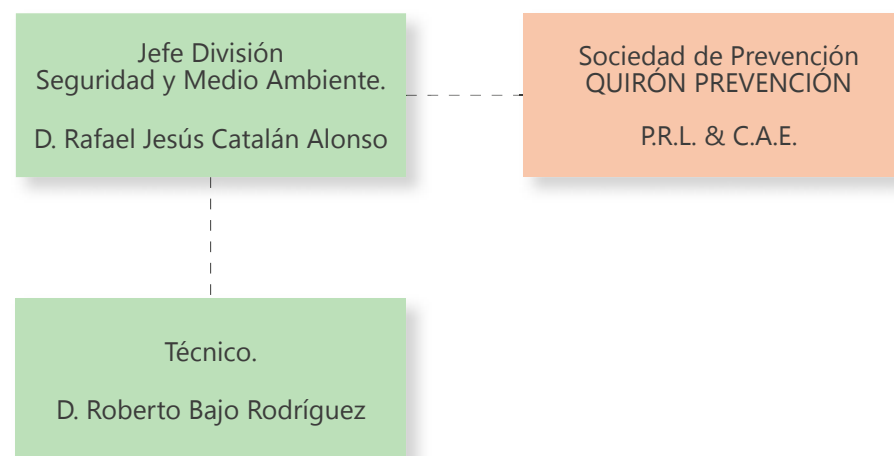 Jefe División
Seguridad y Medio Ambiente.
D. Rafael Jesús Catalán Alonso
Sociedad de Prevención
QUIRÓN PREVENCIÓN
P.R.L. & C.A.E.
Técnico.
D. Roberto Bajo Rodríguez